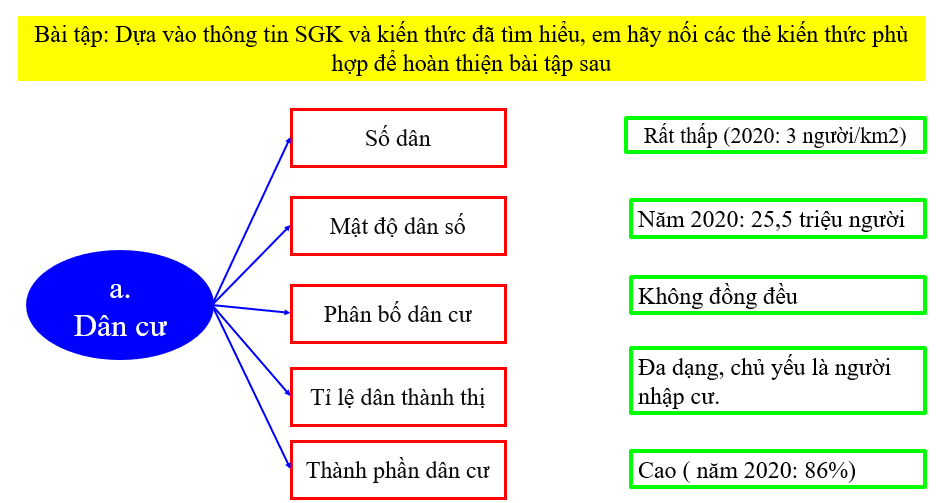 Bài tập: Dựa vào thông tin SGK và kiến thức đã tìm hiểu, em hãy nối các thẻ kiến thức phù
hợp để hoàn thiện bài tập sau
Số dân
Rất thấp (2020: 3 người/km2)
Mật độ dân số
Năm 2020: 25,5 triệu người
a.
Dân cư
Phân bố dân cư
Không đồng đều
Tỉ lệ dân thành thị
Đa dạng, chủ yếu là người
nhập cư.
Thành phần dân cư
Cao ( năm 2020: 86%)